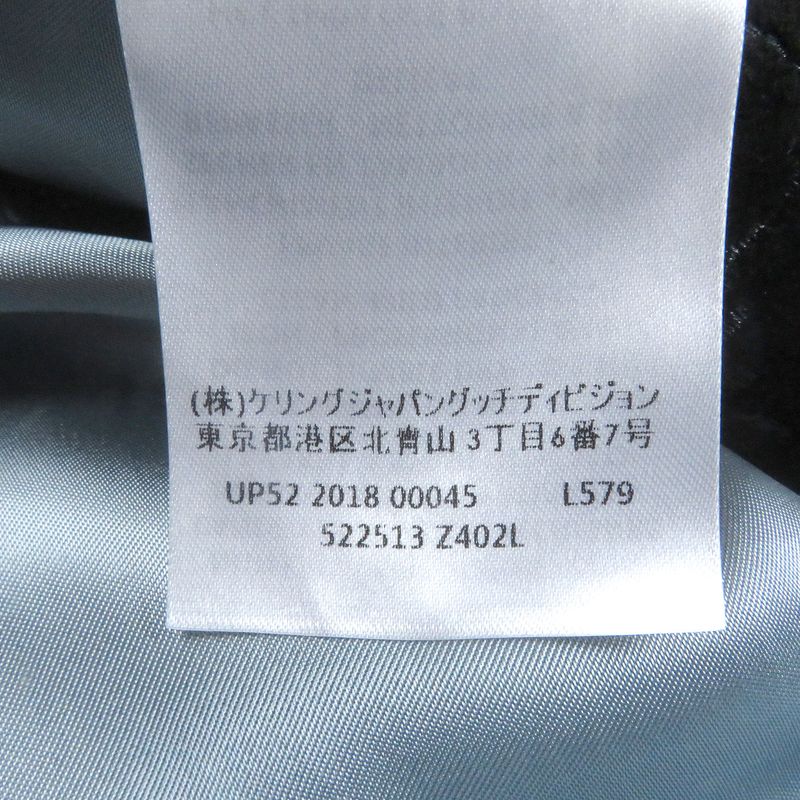 (株)ケリングジャパングッチディビジョン
東京都港区北青山3丁目6番7号
UP52 2018 00045 L579
522513 Z402L